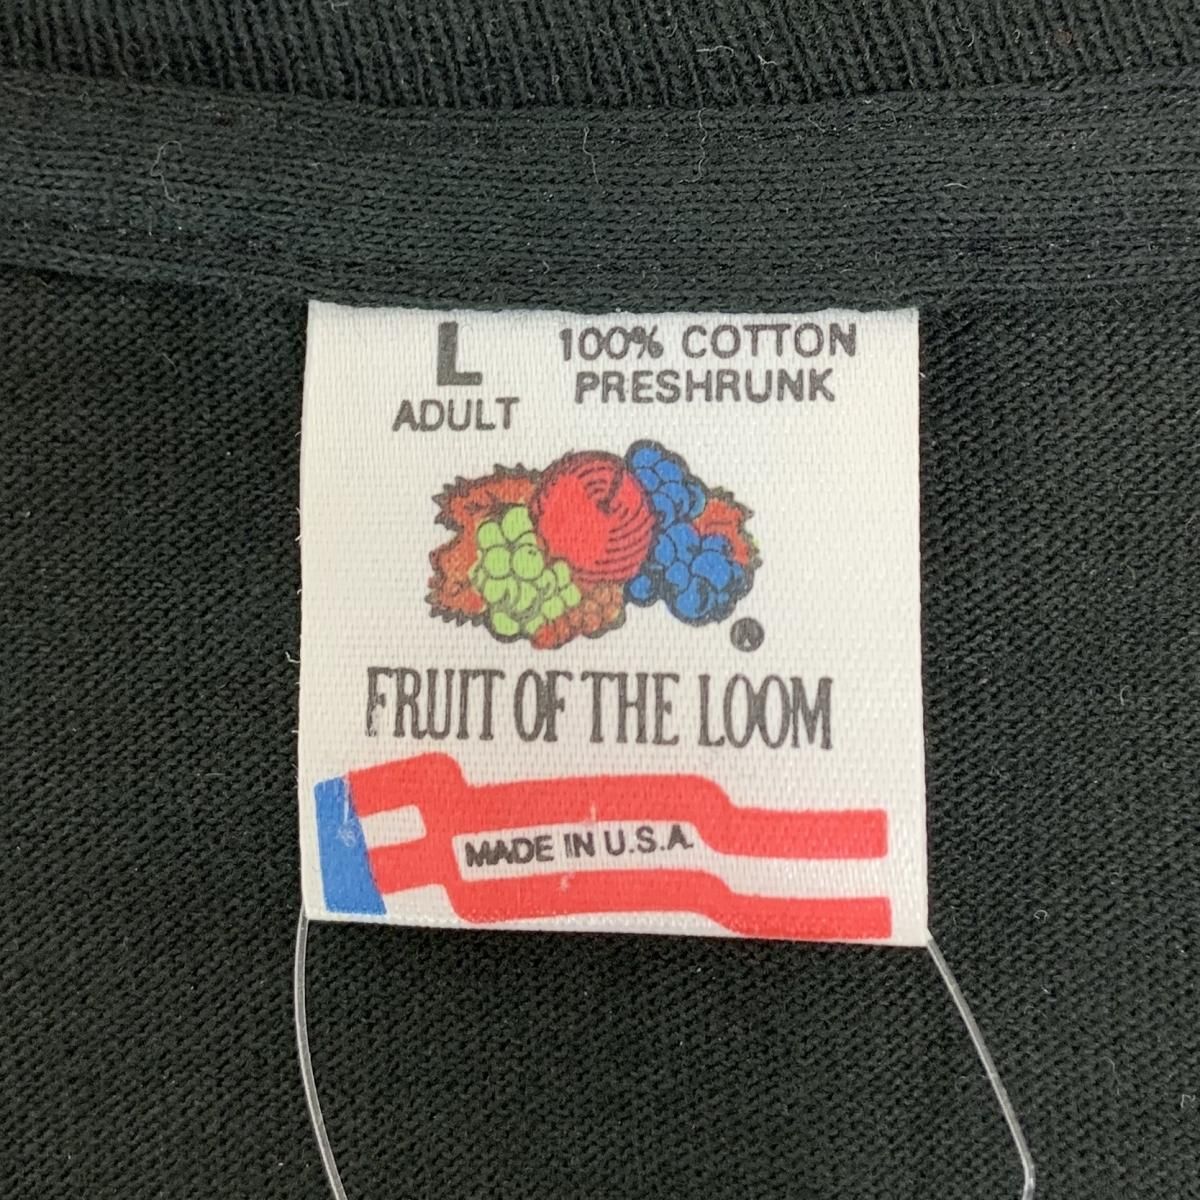 L
ADULT
100% COTTON
PRESHRUNK
FRUIT OF THE LOOM
MADE IN U.S.A.